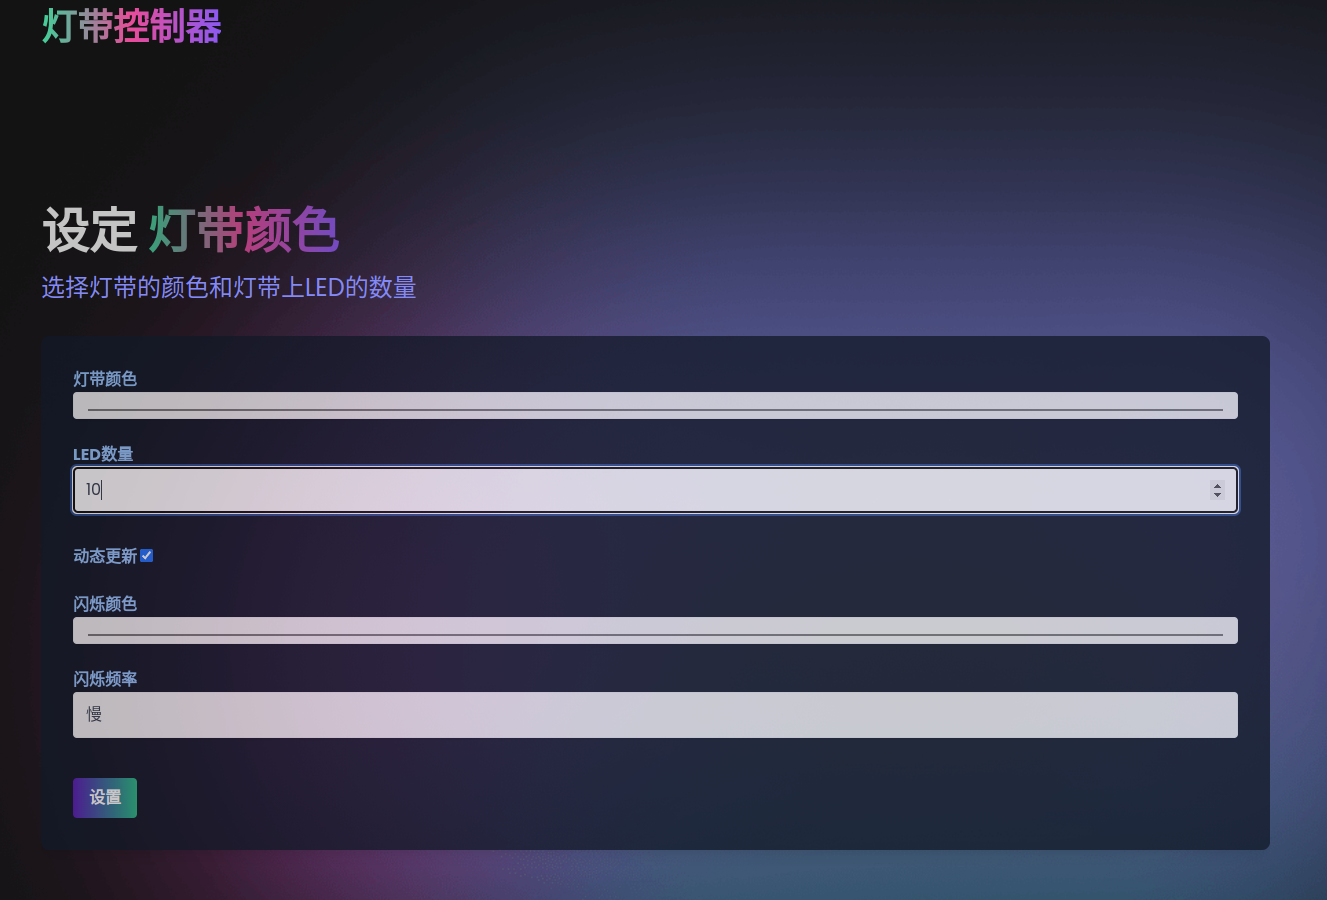 灯带控制器
设定 灯带颜色
选择灯带的颜色和灯带上LED的数量
灯带颜色
LED数量
10
动态更新
闪烁颜色
闪烁频率
慢
设置